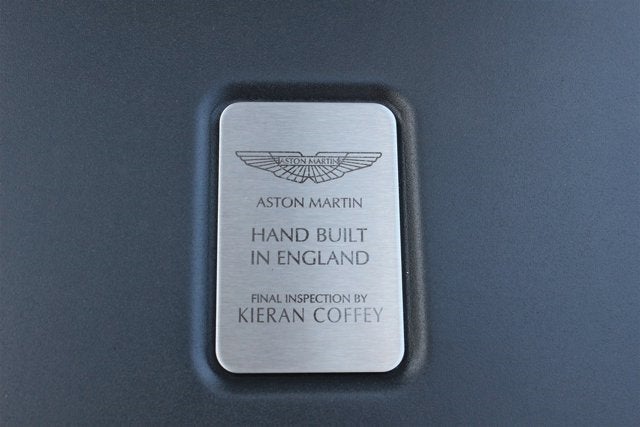 ASTON MARTIN
ASTON MARTIN
HAND BUILT
IN ENGLAND
FINAL INSPECTION BY
KIERAN COFFEY